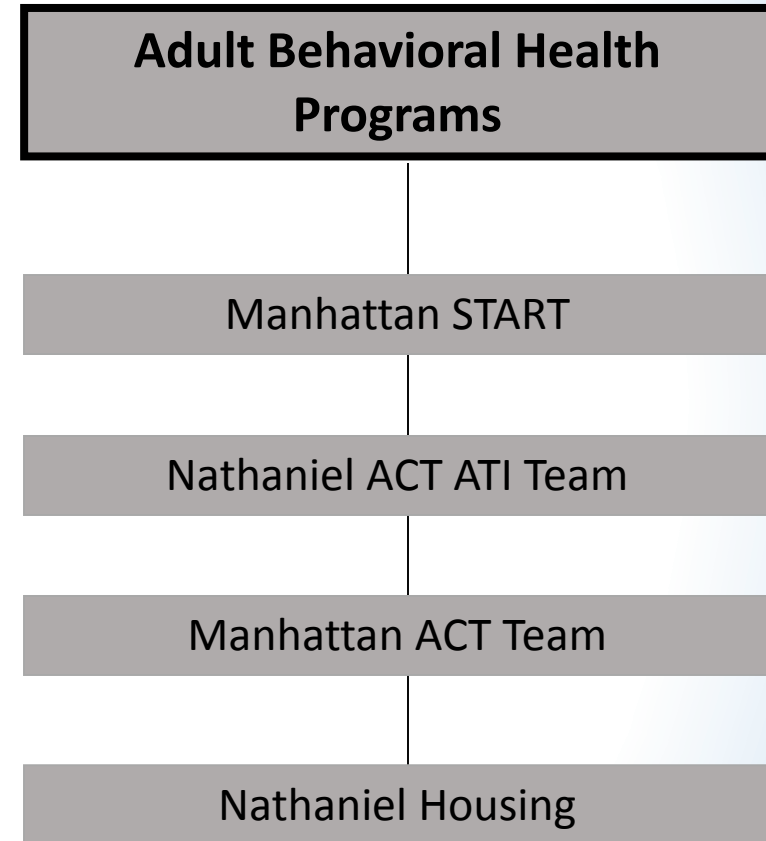 Adult Behavioral Health
Programs
Manhattan START
Nathaniel ACT ATI Team
Manhattan ACT Team
Nathaniel Housing